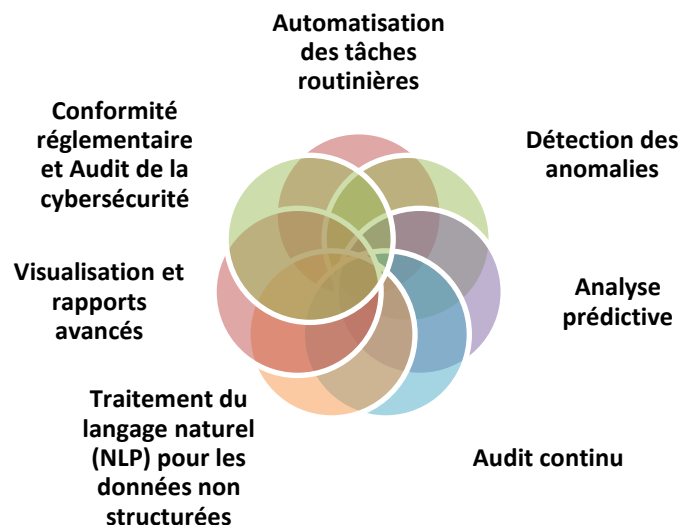 Automatisation
des tâches
routinières
Conformité
réglementaire
et Audit de la
cybersécurité
Détection des
anomalies
Visualisation et
rapports
avancés
Analyse
prédictive
Traitement du
langage naturel
(NLP) pour les
données non
structurées
Audit continu